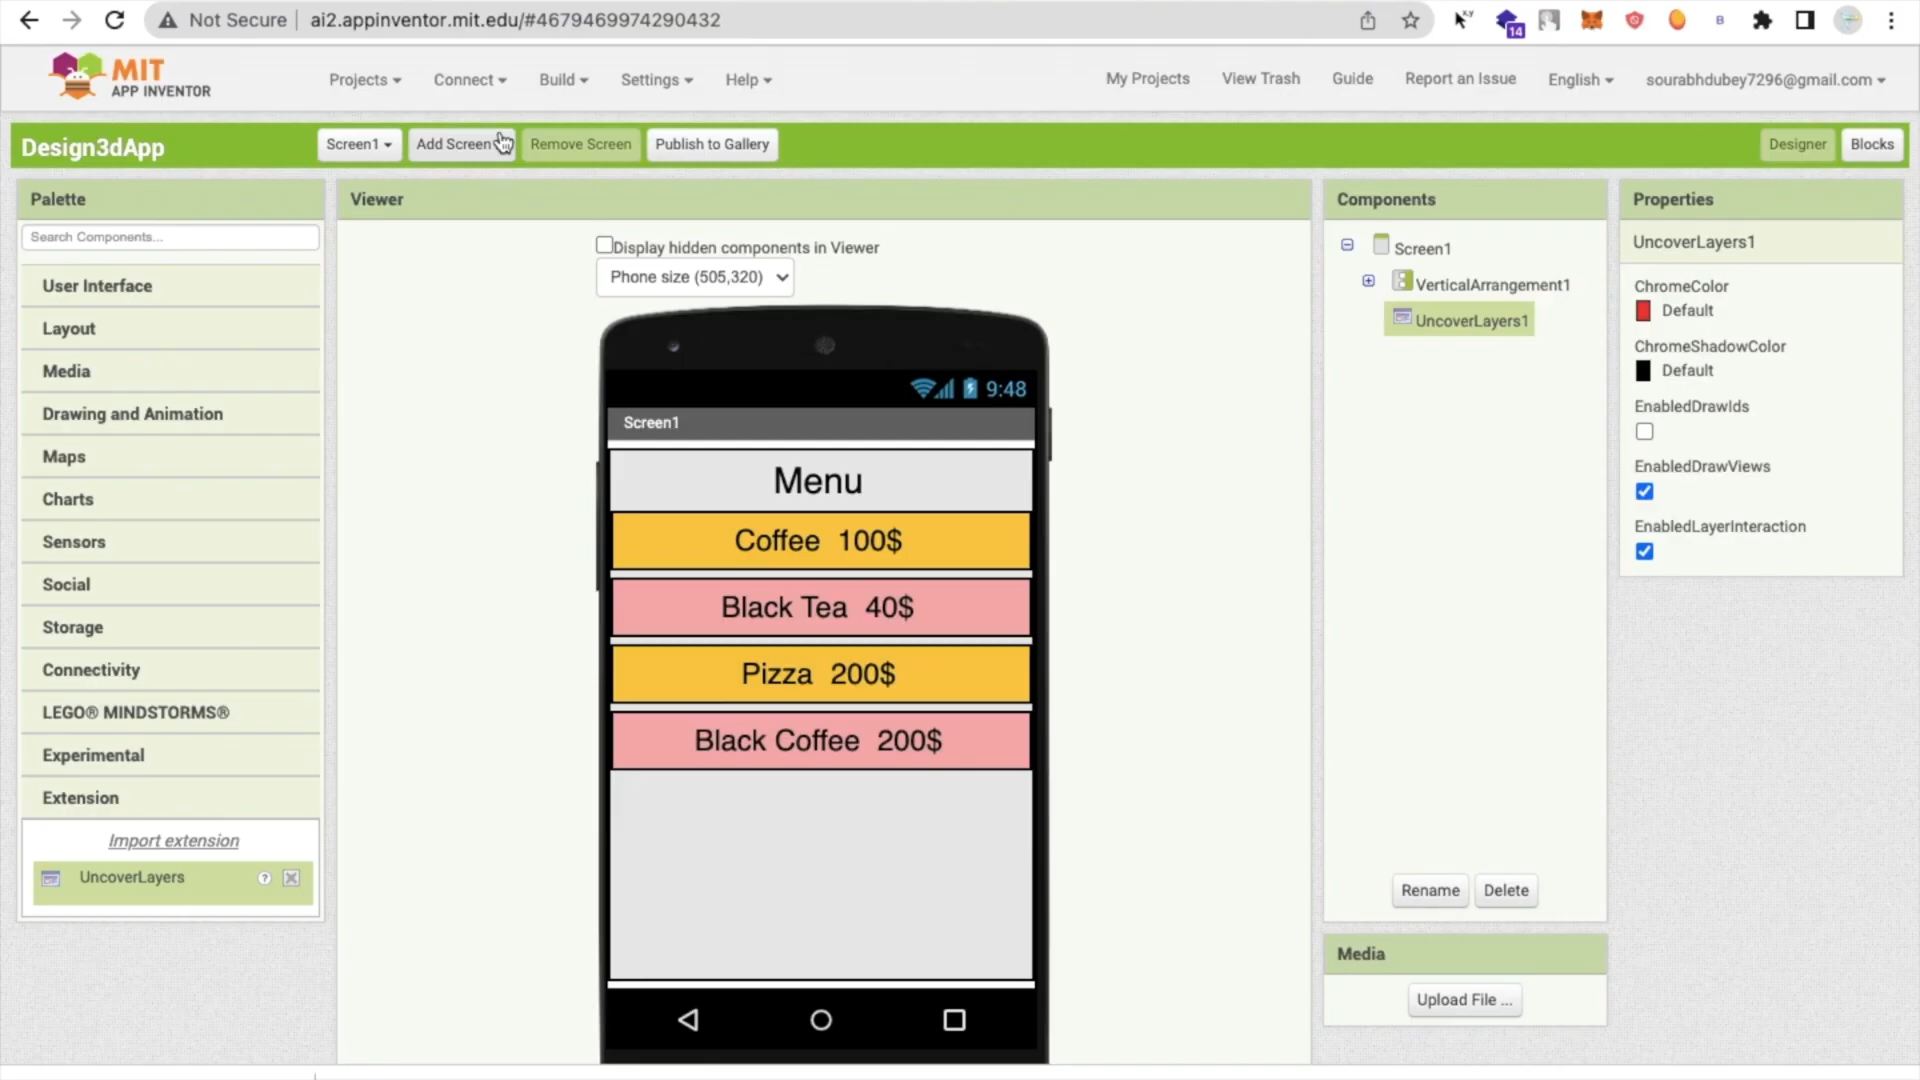 Not Secure
ai2.appinventor.mit.edu/#4679469974290432
14
B
MIT
APP INVENTOR
Projects
Connect
Build
Settings
Help
My Projects
View Trash
Guide
Report an Issue
English
sourabhdubey7296@gmail.com
Design3dApp
Screen1
Add Screen
Remove Screen
Publish to Gallery
Designer
Blocks
Palette
Search Components...
User Interface
Layout
Media
Drawing and Animation
Maps
Charts
Sensors
Social
Storage
Connectivity
LEGO® MINDSTORMS®
Experimental
Extension
Import extension
UncoverLayers
?
Viewer
Display hidden components in Viewer
Phone size (505,320)
9:48
Screen1
Menu
Coffee 100$
Black Tea 40$
Pizza 200$
Black Coffee 200$
Components
Screen1
VerticalArrangement1
UncoverLayers1
Rename
Delete
Media
Upload File ...
Properties
UncoverLayers1
ChromeColor
Default
ChromeShadowColor
Default
EnabledDrawIds
EnabledDrawViews
EnabledLayerInteraction